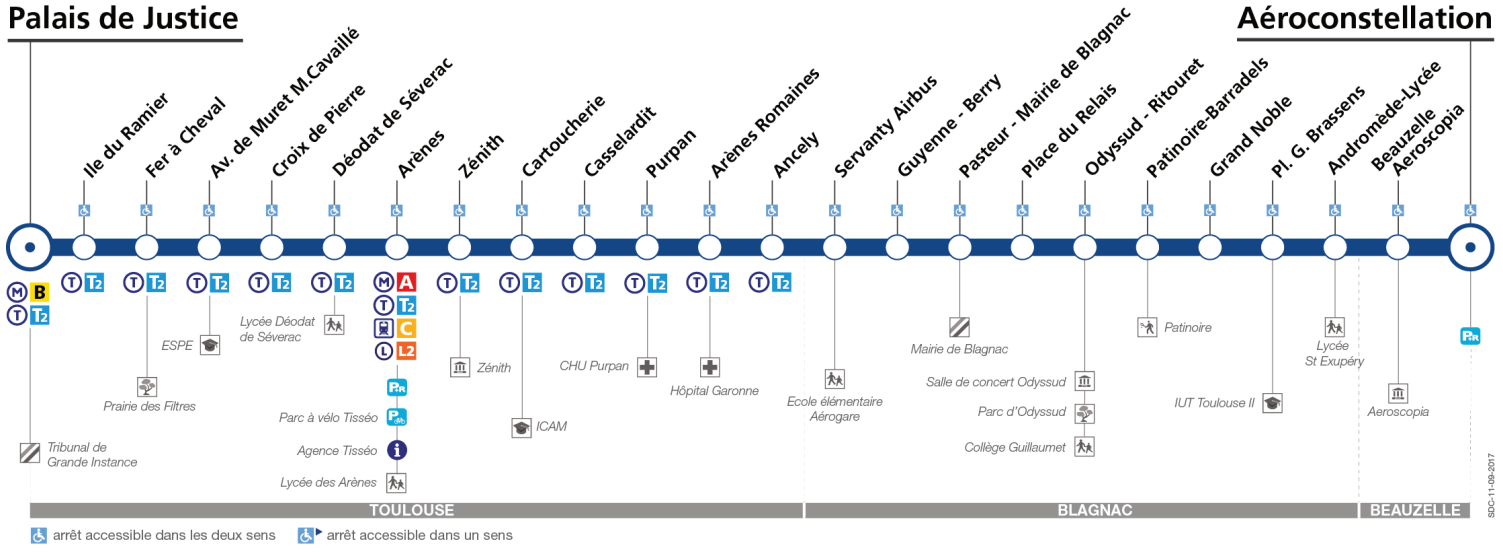 Palais de Justice
Aéroconstellation
Ile du Ramier
Fer à Cheval
Av. de Muret M.Cavaillé
Croix de Pierre
Déodat de Séverac
Arènes
Zénith
Cartoucherie
Casselardit
Purpan
Arènes Romaines
Ancely
Servanty Airbus
Guyenne - Berry
Pasteur - Mairie de Blagnac
Place du Relais
Odyssud - Ritouret
Patinoire-Barradels
Grand Noble
Pl. G. Brassens
Andromède-Lycée
Beauzelle
Aeroscopia
M B
T T2
T T2
T T2
T T2
T T2
T T2
M A
T T2
C
L L2
T T2
T T2
T T2
T T2
T T2
T T2
P+R
P
Parc à vélo Tisséo
i
Agence Tisséo
Lycée des Arènes
Tribunal de
Grande Instance
Prairie des Filtres
ESPE
Lycée Déodat
de Séverac
Zénith
ICAM
CHU Purpan
Hôpital Garonne
Ecole élémentaire
Aérogare
Mairie de Blagnac
Salle de concert Odyssud
Parc d'Odyssud
Collège Guillaumet
Patinoire
IUT Toulouse II
Lycée
St Exupéry
Aeroscopia
P+R
TOULOUSE
BLAGNAC
BEAUZELLE
arrêt accessible dans les deux sens
arrêt accessible dans un sens
SDC-11-09-2017